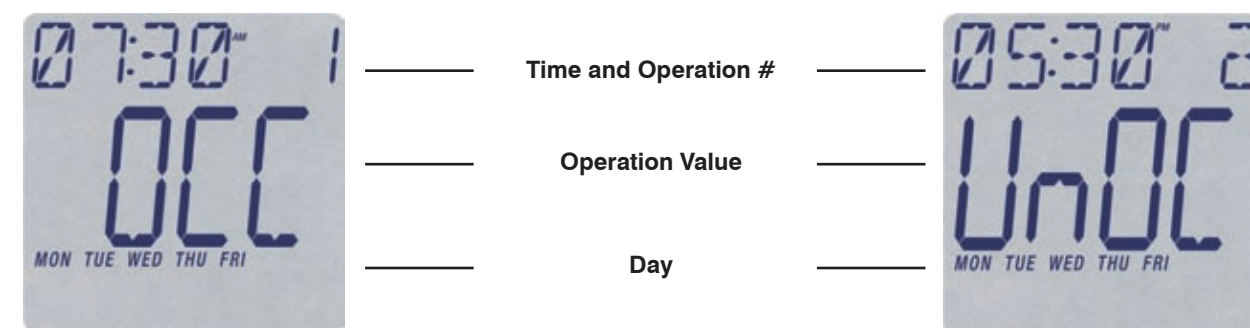 07:30 AM 1
OCC
MON TUE WED THU FRI
Time and Operation #
Operation Value
Day
05:30 PM 2
UnOC
MON TUE WED THU FRI